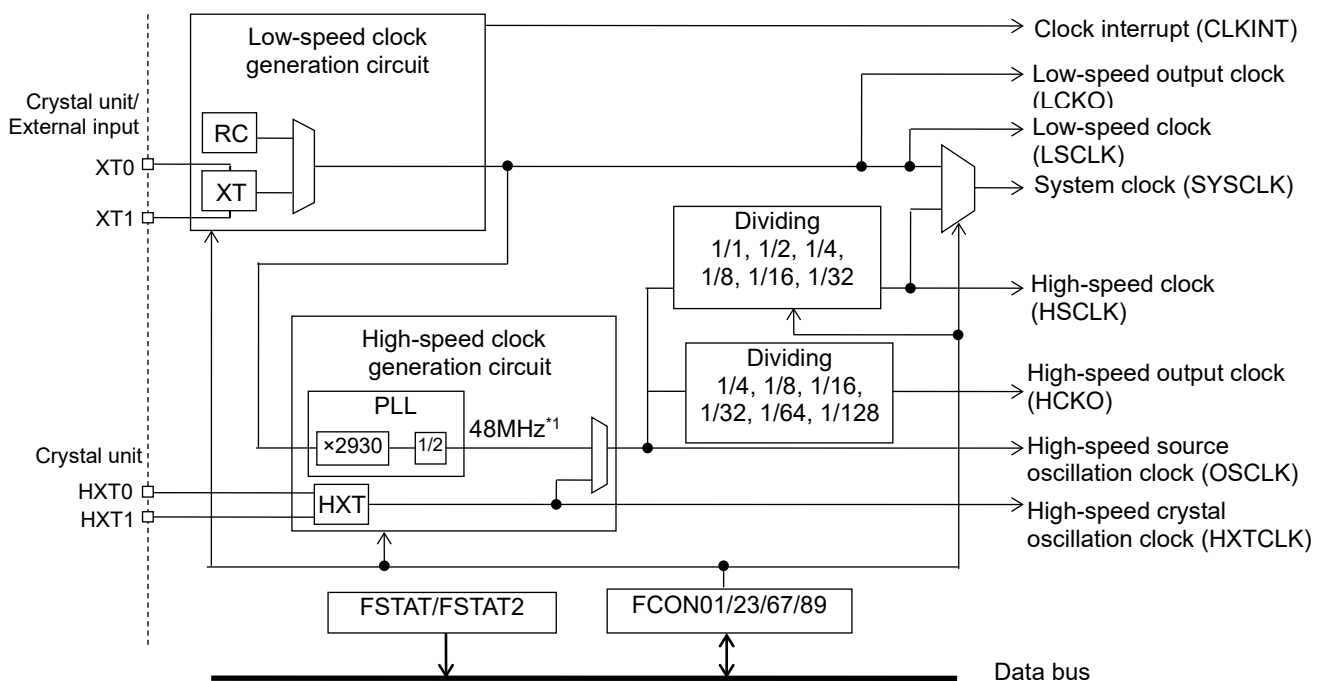 Low-speed clock
generation circuit
Clock interrupt (CLKINT)
Low-speed output clock
(LCKO)
Crystal unit/
External input
RC
Low-speed clock
(LSCLK)
XT0
XT
System clock (SYSCLK)
XT1
Dividing
1/1, 1/2, 1/4,
1/8, 1/16, 1/32
High-speed clock
(HSCLK)
High-speed clock
generation circuit
Dividing
1/4, 1/8, 1/16,
1/32, 1/64, 1/128
High-speed output clock
(HCKO)
PLL
48MHz*1
×2930
1/2
High-speed source
oscillation clock (OSCLK)
Crystal unit
HXT0
HXT
HXT1
High-speed crystal
oscillation clock (HXTCLK)
FSTAT/FSTAT2
FCON01/23/67/89
Data bus